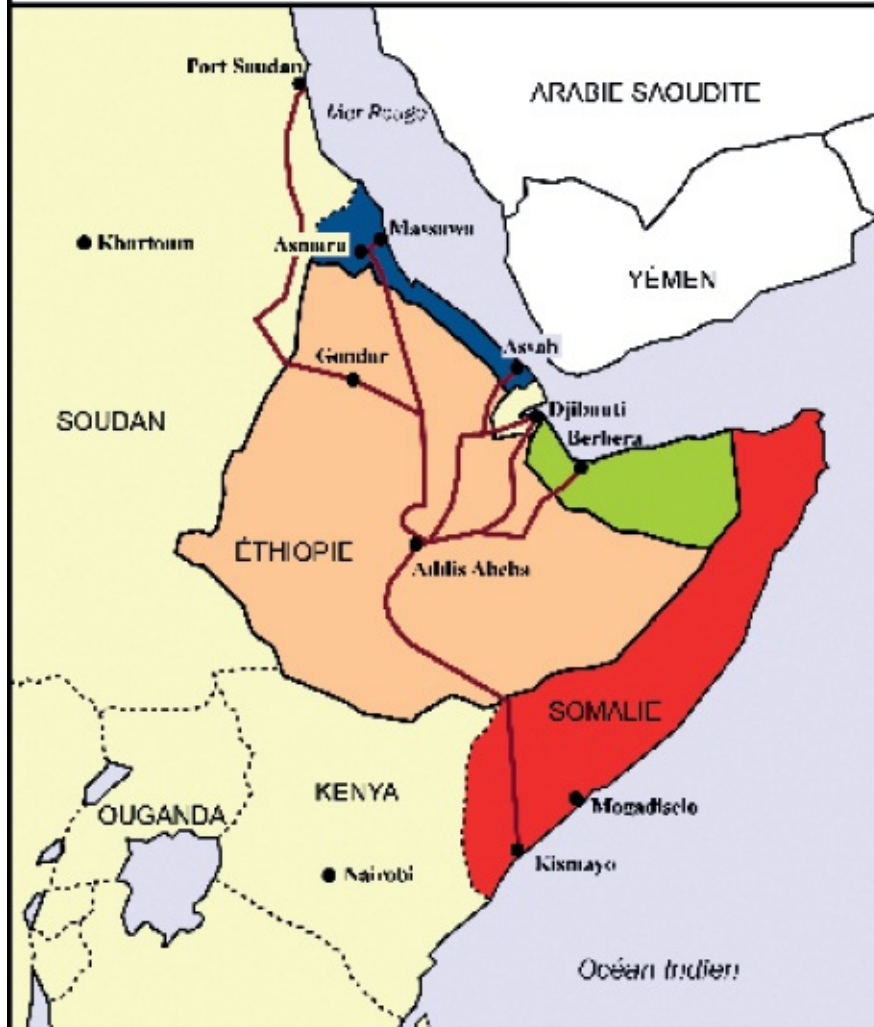 Port Soudan
Mer Rouge
ARABIE SAOUDITE
Khartoum
Massawa
Asmara
YÉMEN
Assab
Gondar
Djibouti
SOUDAN
Berbera
ÉTHIOPIE
Addis Abeba
SOMALIE
KENYA
Mogadiscio
OUGANDA
Kismayo
Nairobi
Océan Indien